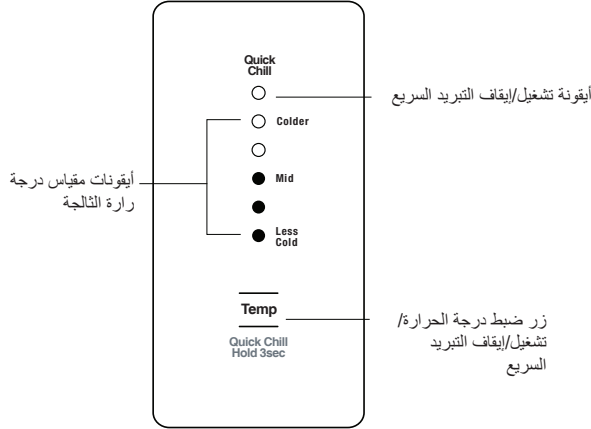 Quick
Chill
أيقونة تشغيل/إيقاف التبريد السريع
Colder
أيقونات مقياس درجة
رارة الثالجة
Mid
Less
Cold
Temp
Quick Chill
Hold 3sec
زر ضبط درجة الحرارة/
تشغيل/إيقاف التبريد
السريع